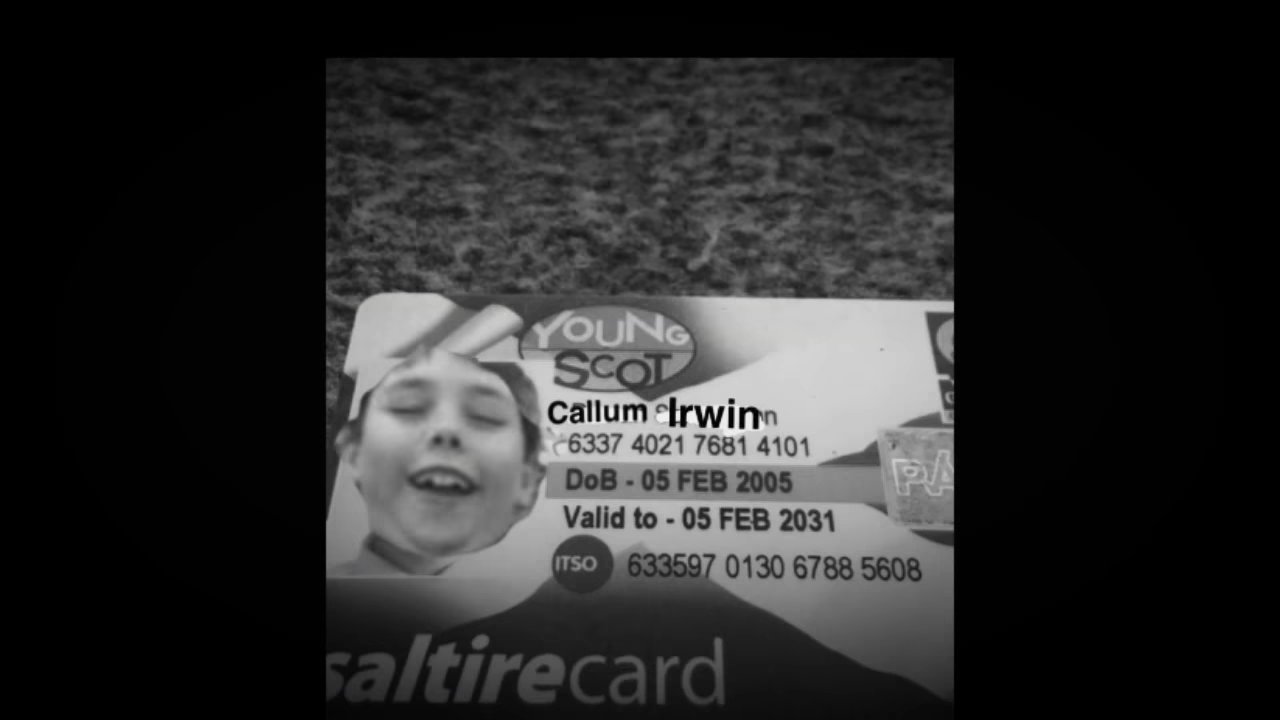 YOUNG
SCOT
Callum Irwin
6337 4021 7681 4101
DoB - 05 FEB 2005
PA
Valid to - 05 FEB 2031
ITSO 633597 0130 6788 5608
saltirecard